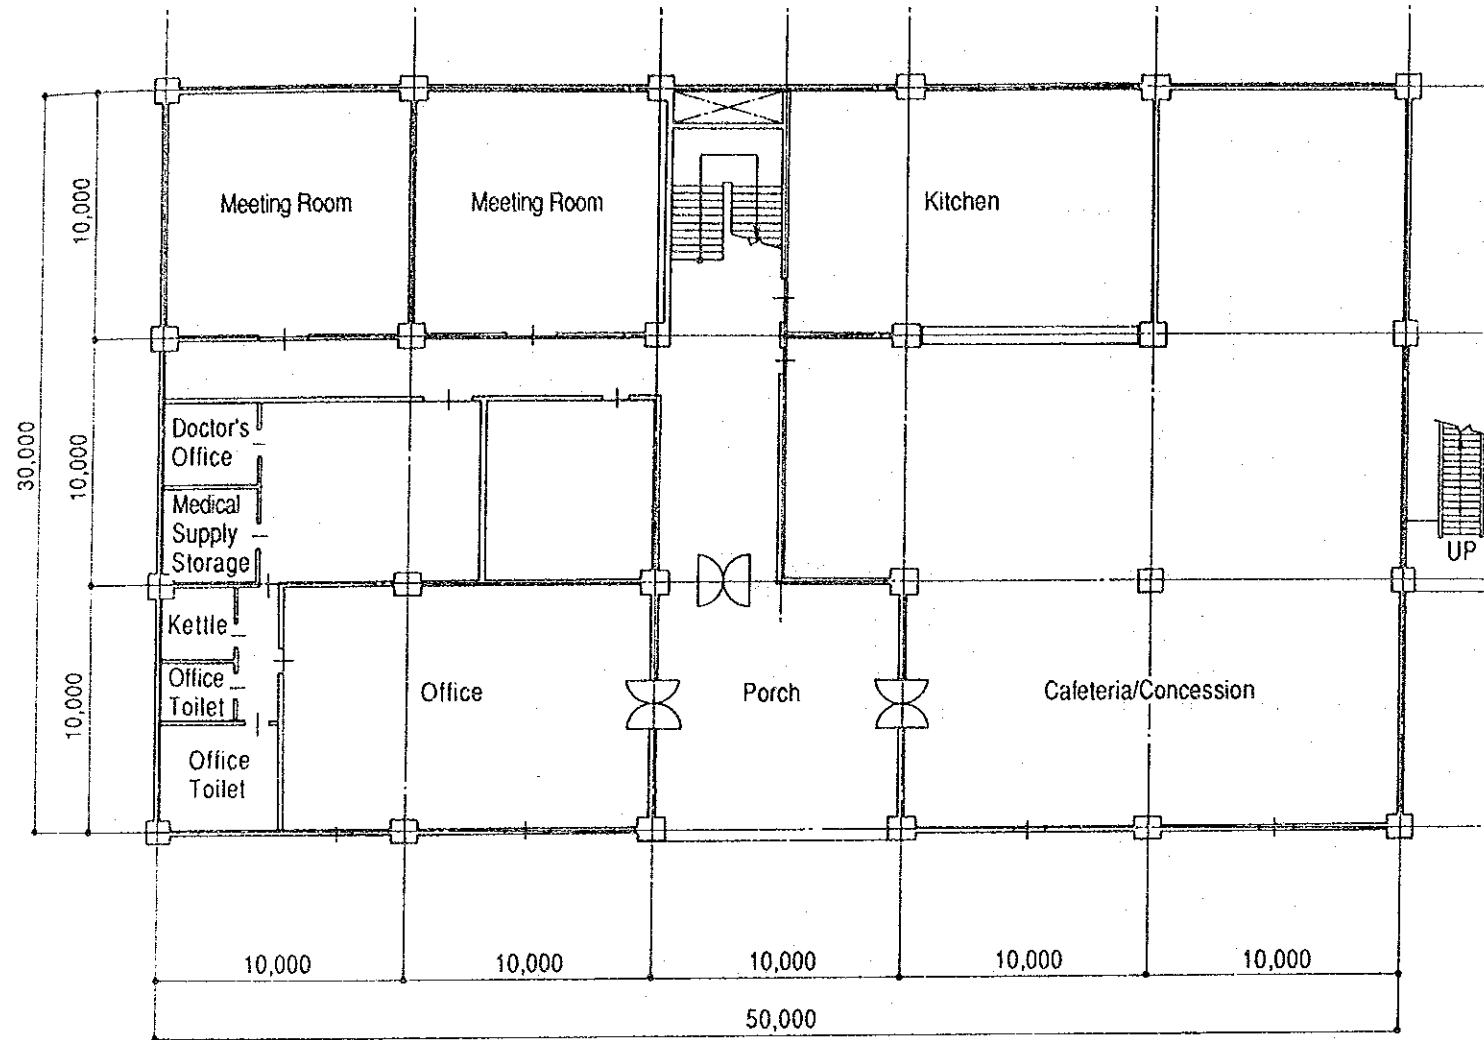 Meeting Room
Meeting Room
Kitchen
10,000
30,000
10,000
10,000
Doctor's
Office
Medical
Supply
Storage
UP
Kettle
Office
Toilet
Office
Porch
Cafeteria/Concession
Office
Toilet
10,000
10,000
10,000
10,000
10,000
50,000